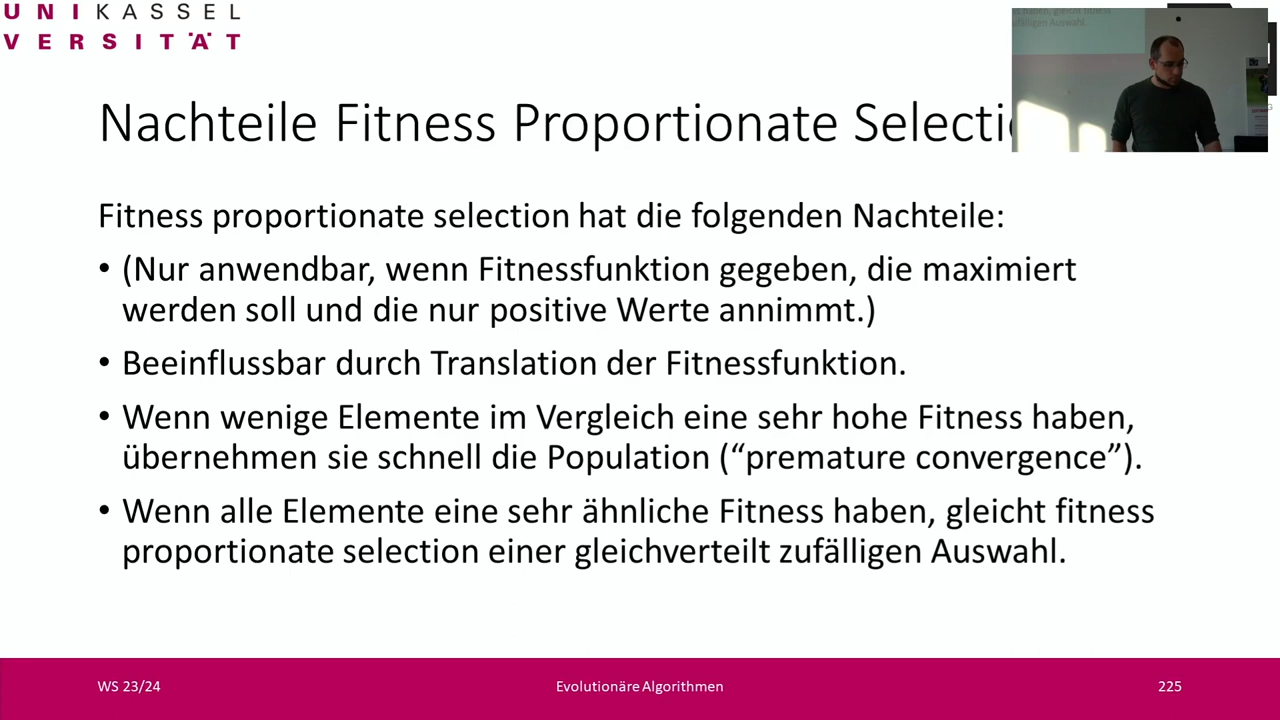 UNIKASSEL
VERSITÄT
Nachteile Fitness Proportionate Selecti
Fitness proportionate selection hat die folgenden Nachteile:
• (Nur anwendbar, wenn Fitnessfunktion gegeben, die maximiert
werden soll und die nur positive Werte annimmt.)
• Beeinflussbar durch Translation der Fitnessfunktion.
• Wenn wenige Elemente im Vergleich eine sehr hohe Fitness haben,
übernehmen sie schnell die Population (“premature convergence”).
• Wenn alle Elemente eine sehr ähnliche Fitness haben, gleicht fitness
proportionate selection einer gleichverteilt zufälligen Auswahl.
WS 23/24
Evolutionäre Algorithmen
225